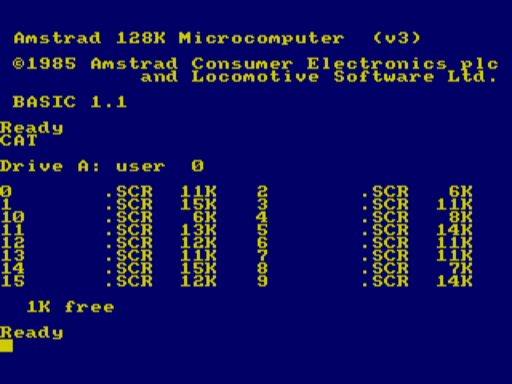 Amstrad 128K Microcomputer  (v3)
©1985 Amstrad Consumer Electronics plc
and Locomotive Software Ltd.
BASIC 1.1
Ready
CAT
Drive A: user  0
0       .SCR  11K   2       .SCR   6K
1       .SCR  15K   3       .SCR  11K
10      .SCR   6K   4       .SCR   8K
11      .SCR  13K   5       .SCR  14K
12      .SCR  12K   6       .SCR  11K
13      .SCR  11K   7       .SCR  11K
14      .SCR  15K   8       .SCR   7K
15      .SCR  12K   9       .SCR  14K
1K free
Ready